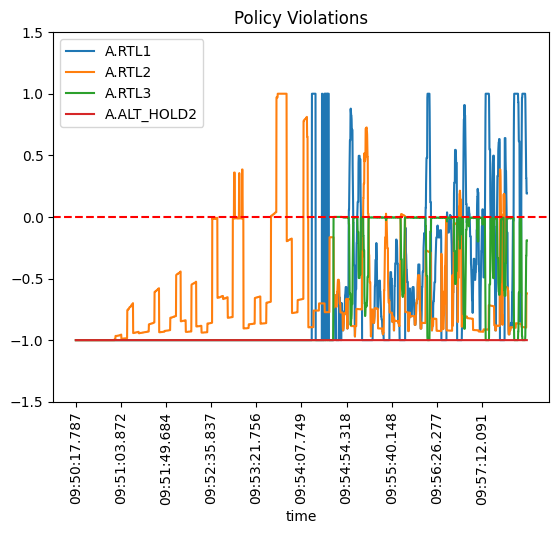 Policy Violations
A.RTL1
A.RTL2
A.RTL3
A.ALT_HOLD2
1.5
1.0
0.5
0.0
−0.5
−1.0
−1.5
09:50:17.787
09:51:03.872
09:51:49.684
09:52:35.837
09:53:21.756
09:54:07.749
09:54:54.318
09:55:40.148
09:56:26.277
09:57:12.091
time